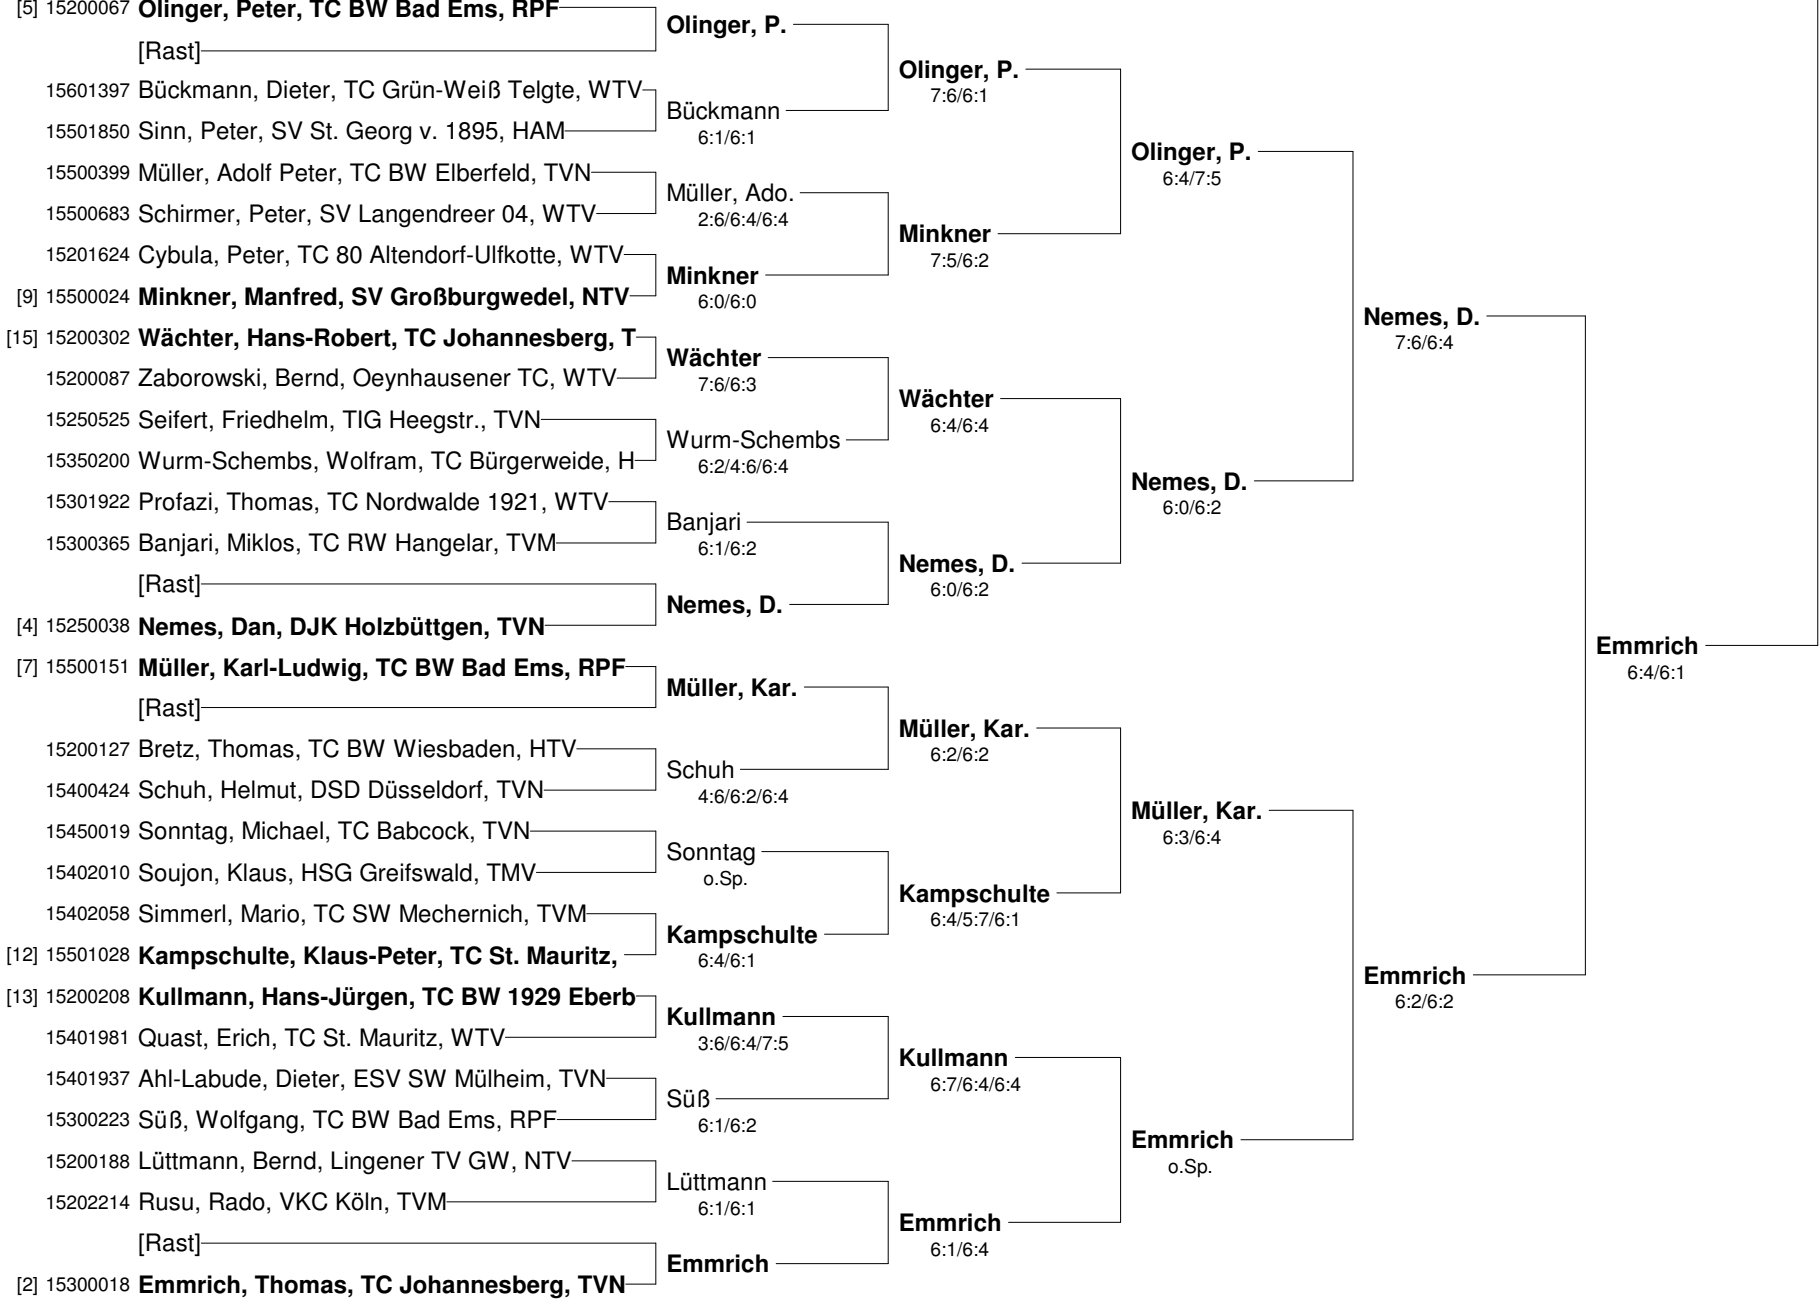 [5] 15200067 Olinger, Peter, TC BW Bad Ems, RPF
Olinger, P.
[Rast]
Olinger, P.
7:6/6:1
15601397 Bückmann, Dieter, TC Grün-Weiß Telgte, WTV
Bückmann
6:1/6:1
15501850 Sinn, Peter, SV St. Georg v. 1895, HAM
Olinger, P.
6:4/7:5
15500399 Müller, Adolf Peter, TC BW Elberfeld, TVN
Müller, Ado.
2:6/6:4/6:4
15500683 Schirmer, Peter, SV Langendreer 04, WTV
Minkner
7:5/6:2
15201624 Cybula, Peter, TC 80 Altendorf-Ulfkotte, WTV
Minkner
6:0/6:0
[9] 15500024 Minkner, Manfred, SV Großburgwedel, NTV
Nemes, D.
7:6/6:4
[15] 15200302 Wächter, Hans-Robert, TC Johannesberg, T
Wächter
7:6/6:3
15200087 Zaborowski, Bernd, Oeynhausener TC, WTV
Wächter
6:4/6:4
15250525 Seifert, Friedhelm, TIG Heegstr., TVN
Wurm-Schembs
6:2/4:6/6:4
15350200 Wurm-Schembs, Wolfram, TC Bürgerweide, H
Nemes, D.
6:0/6:2
15301922 Profazi, Thomas, TC Nordwalde 1921, WTV
Banjari
6:1/6:2
15300365 Banjari, Miklos, TC RW Hangelar, TVM
Nemes, D.
6:0/6:2
[Rast]
Nemes, D.
[4] 15250038 Nemes, Dan, DJK Holzbüttgen, TVN
Emmrich
6:4/6:1
[7] 15500151 Müller, Karl-Ludwig, TC BW Bad Ems, RPF
Müller, Kar.
[Rast]
Müller, Kar.
6:2/6:2
15200127 Bretz, Thomas, TC BW Wiesbaden, HTV
Schuh
4:6/6:2/6:4
15400424 Schuh, Helmut, DSD Düsseldorf, TVN
Müller, Kar.
6:3/6:4
15450019 Sonntag, Michael, TC Babcock, TVN
Sonntag
o.Sp.
15402010 Soujon, Klaus, HSG Greifswald, TMV
Kampschulte
6:4/5:7/6:1
15402058 Simmerl, Mario, TC SW Mechernich, TVM
Kampschulte
6:4/6:1
[12] 15501028 Kampschulte, Klaus-Peter, TC St. Mauritz,
Emmrich
6:2/6:2
[13] 15200208 Kullmann, Hans-Jürgen, TC BW 1929 Eberb
Kullmann
3:6/6:4/7:5
15401981 Quast, Erich, TC St. Mauritz, WTV
Kullmann
6:7/6:4/6:4
15401937 Ahl-Labude, Dieter, ESV SW Mülheim, TVN
Süß
6:1/6:2
15300223 Süß, Wolfgang, TC BW Bad Ems, RPF
Emmrich
o.Sp.
15200188 Lüttmann, Bernd, Lingener TV GW, NTV
Lüttmann
6:1/6:1
15202214 Rusu, Rado, VKC Köln, TVM
Emmrich
6:1/6:4
[Rast]
Emmrich
[2] 15300018 Emmrich, Thomas, TC Johannesberg, TVN